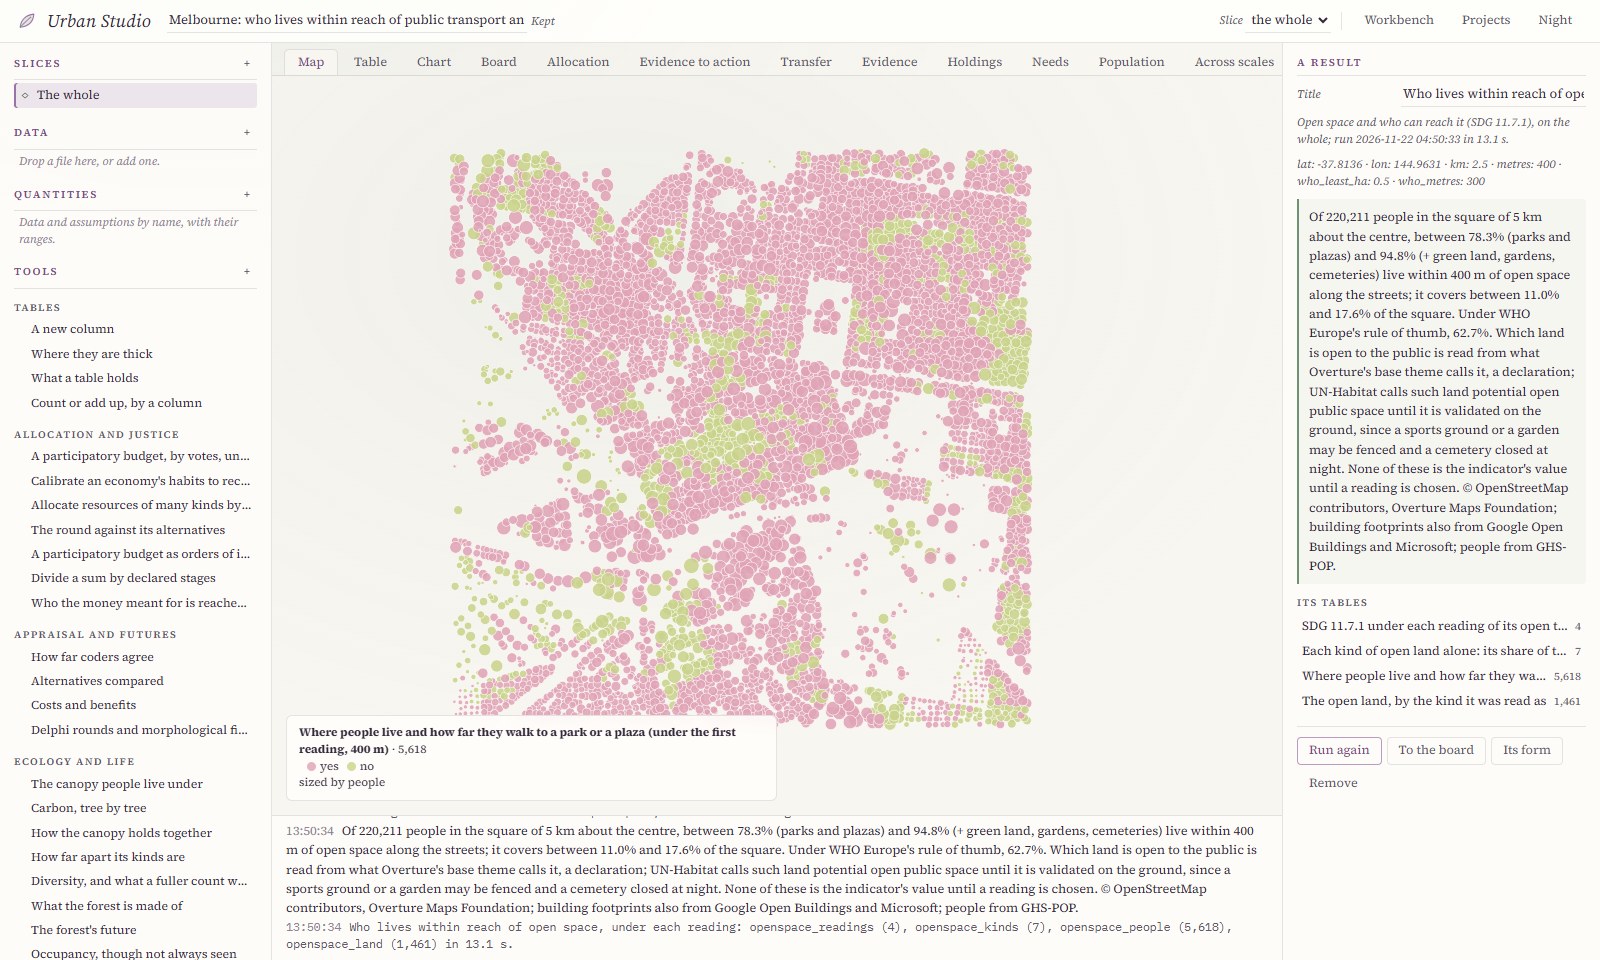 Urban Studio
Melbourne: who lives within reach of public transport an
Kept
Slice the whole
Workbench
Projects
Night
SLICES +
The whole
DATA +
Drop a file here, or add one.
QUANTITIES +
Data and assumptions by name, with their
ranges.
TOOLS +
TABLES
A new column
Where they are thick
What a table holds
Count or add up, by a column
ALLOCATION AND JUSTICE
A participatory budget, by votes, un...
Calibrate an economy's habits to rec...
Allocate resources of many kinds by...
The round against its alternatives
A participatory budget as orders of i...
Divide a sum by declared stages
Who the money meant for is reache...
APPRAISAL AND FUTURES
How far coders agree
Alternatives compared
Costs and benefits
Delphi rounds and morphological fi...
ECOLOGY AND LIFE
The canopy people live under
Carbon, tree by tree
How the canopy holds together
How far apart its kinds are
Diversity, and what a fuller count w...
What the forest is made of
The forest's future
Occupancy, though not always seen
Map
Table
Chart
Board
Allocation
Evidence to action
Transfer
Evidence
Holdings
Needs
Population
Across scales
Where people live and how far they walk to a park or a plaza (under the first
reading, 400 m) · 5,618
yes no
sized by people
13:50:34 Of 220,211 people in the square of 5 km about the centre, between 78.3% (parks and plazas) and 94.8% (+ green land, gardens, cemeteries) live within 400
m of open space along the streets; it covers between 11.0% and 17.6% of the square. Under WHO Europe's rule of thumb, 62.7%. Which land is open to the public is
read from what Overture's base theme calls it, a declaration; UN-Habitat calls such land potential open public space until it is validated on the ground, since a
sports ground or a garden may be fenced and a cemetery closed at night. None of these is the indicator's value until a reading is chosen. © OpenStreetMap
contributors, Overture Maps Foundation; building footprints also from Google Open Buildings and Microsoft; people from GHS-POP.
13:50:34 Who lives within reach of open space, under each reading: openspace_readings (4), openspace_kinds (7), openspace_people (5,618),
openspace_land (1,461) in 13.1 s.
A RESULT
Title Who lives within reach of ope
Open space and who can reach it (SDG 11.7.1), on the
whole; run 2026-11-22 04:50:33 in 13.1 s.
lat: -37.8136 · lon: 144.9631 · km: 2.5 · metres: 400 ·
who_least_ha: 0.5 · who_metres: 300
Of 220,211 people in the square of 5 km
about the centre, between 78.3% (parks and
plazas) and 94.8% (+ green land, gardens,
cemeteries) live within 400 m of open space
along the streets; it covers between 11.0%
and 17.6% of the square. Under WHO
Europe's rule of thumb, 62.7%. Which land
is open to the public is read from what
Overture's base theme calls it, a declaration;
UN-Habitat calls such land potential open
public space until it is validated on the
ground, since a sports ground or a garden
may be fenced and a cemetery closed at
night. None of these is the indicator's value
until a reading is chosen. © OpenStreetMap
contributors, Overture Maps Foundation;
building footprints also from Google Open
Buildings and Microsoft; people from GHS-
POP.
ITS TABLES
SDG 11.7.1 under each reading of its open t... 4
Each kind of open land alone: its share of t... 7
Where people live and how far they wa... 5,618
The open land, by the kind it was read as 1,461
Run again
To the board
Its form
Remove